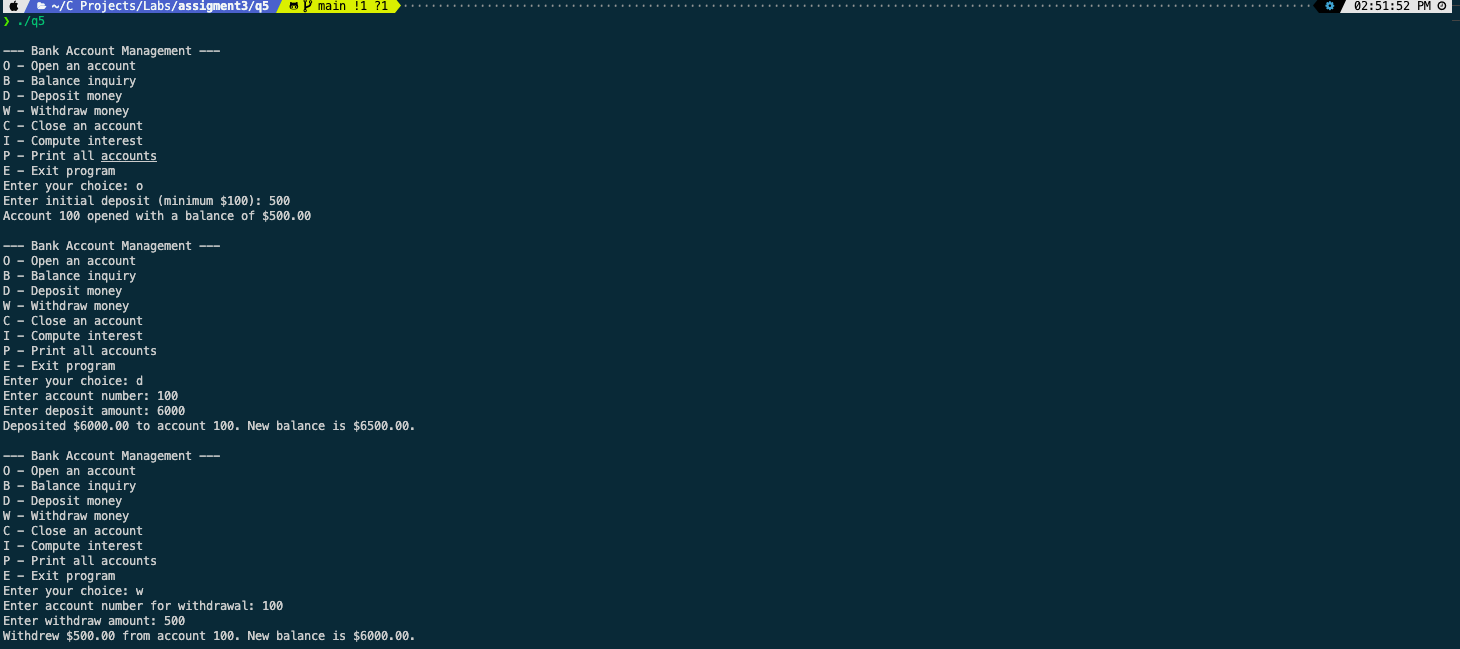 ~/C Projects/Labs/assigment3/q5 main !1 ?1 02:51:52 PM
❯ ./q5
--- Bank Account Management ---
O - Open an account
B - Balance inquiry
D - Deposit money
W - Withdraw money
C - Close an account
I - Compute interest
P - Print all accounts
E - Exit program
Enter your choice: o
Enter initial deposit (minimum $100): 500
Account 100 opened with a balance of $500.00
--- Bank Account Management ---
O - Open an account
B - Balance inquiry
D - Deposit money
W - Withdraw money
C - Close an account
I - Compute interest
P - Print all accounts
E - Exit program
Enter your choice: d
Enter account number: 100
Enter deposit amount: 6000
Deposited $6000.00 to account 100. New balance is $6500.00.
--- Bank Account Management ---
O - Open an account
B - Balance inquiry
D - Deposit money
W - Withdraw money
C - Close an account
I - Compute interest
P - Print all accounts
E - Exit program
Enter your choice: w
Enter account number for withdrawal: 100
Enter withdraw amount: 500
Withdrew $500.00 from account 100. New balance is $6000.00.